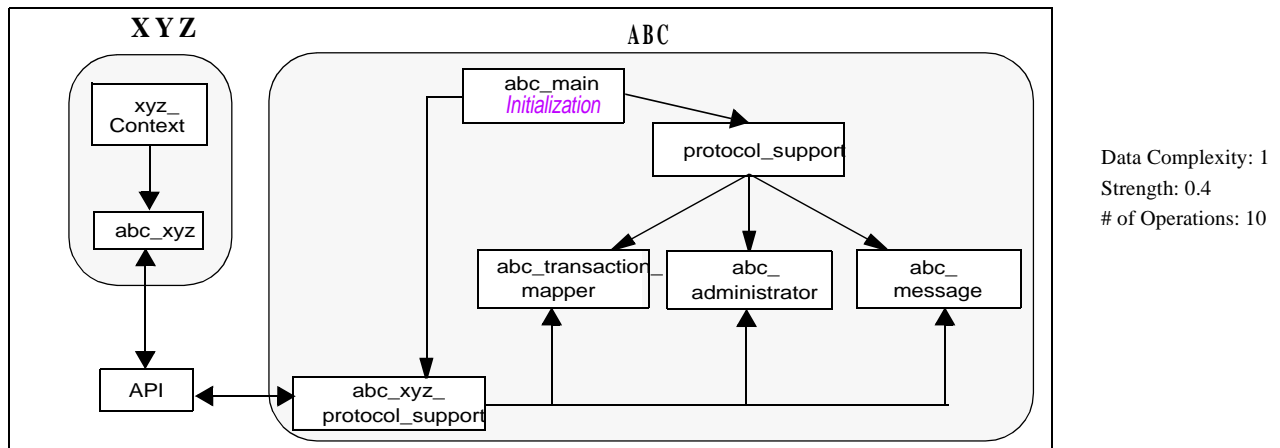 XYZ
ABC
xyz_
Context
abc_xyz
API
abc_main
Initialization
protocol_support
abc_transaction_
mapper
abc_
administrator
abc_
message
abc_xyz_
protocol_support
Data Complexity: 1
Strength: 0.4
# of Operations: 10